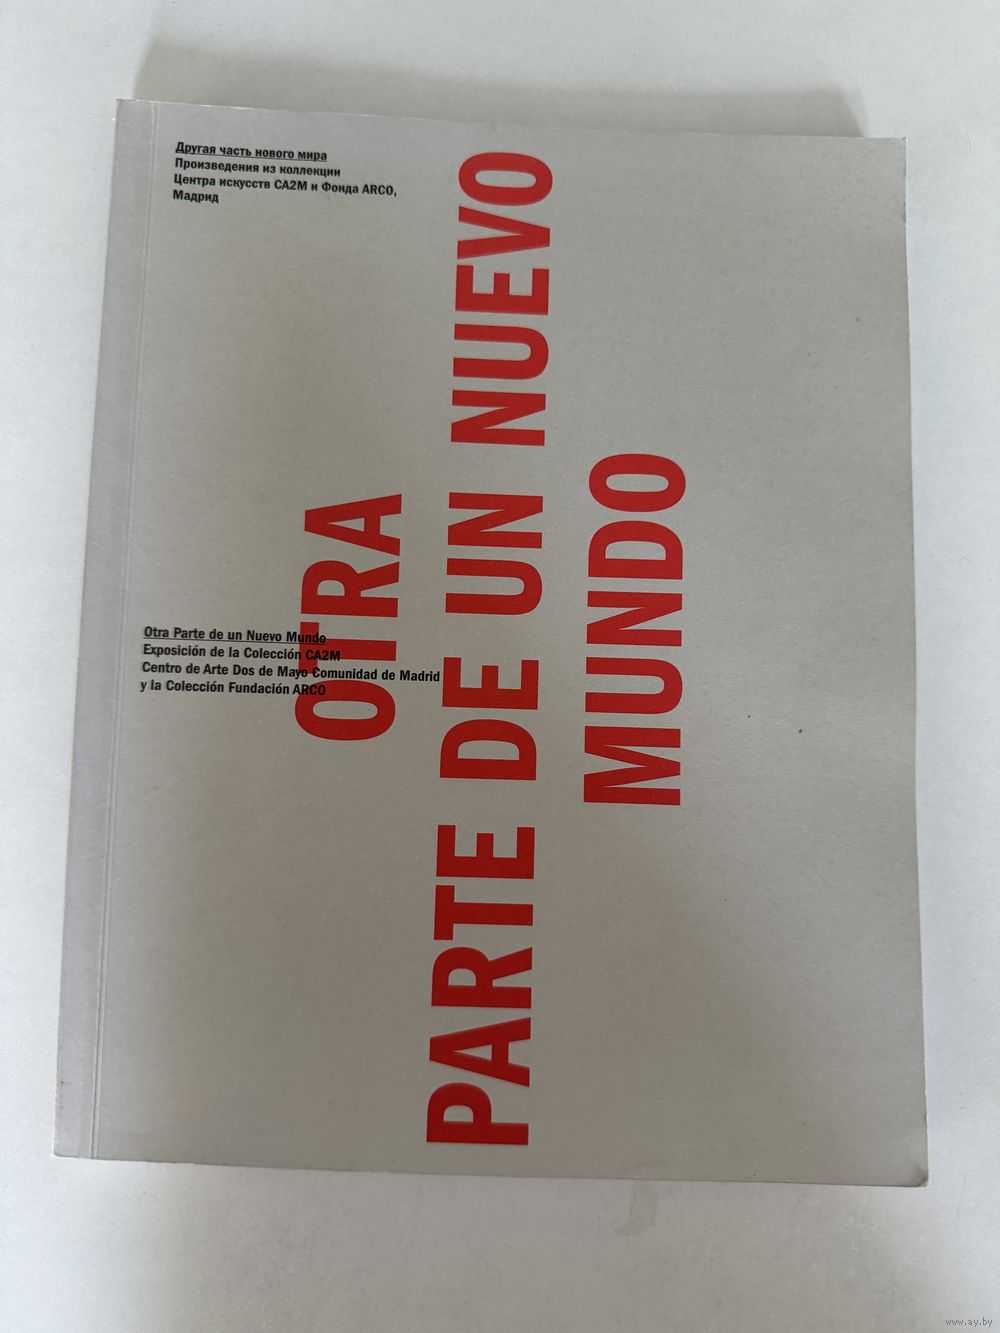 Другая часть нового мира
Произведения из коллекции
Центра искусств CA2M и Фонда ARCO,
Мадрид
OTRA
PARTE DE UN NUEVO
MUNDO
Otra Parte de un Nuevo Mundo
Exposición de la Colección CA2M
Centro de Arte Dos de Mayo Comunidad de Madrid
y la Colección Fundación ARCO
www.ay.by